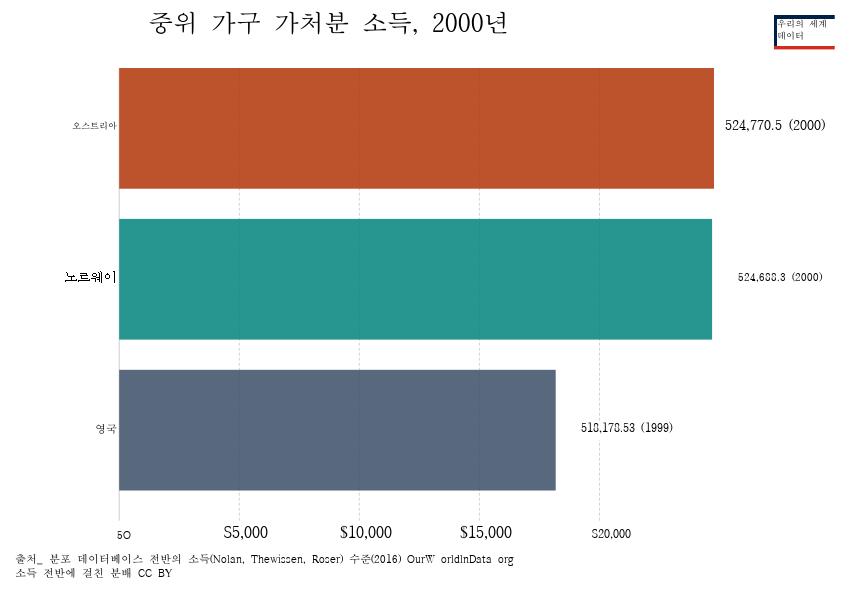 중위 가구 가처분 소득, 2000년
우리의 세계
데이터
오스트리아
524,770.5 (2000)
노르웨이
524,688.3 (2000)
영국
518,178.53 (1999)
50
$5,000
$10,000
$15,000
$20,000
출처_ 분포 데이터베이스 전반의 소득(Nolan, Thewissen, Roser) 수준(2016) OurW orldInData org
소득 전반에 걸친 분배 CC BY